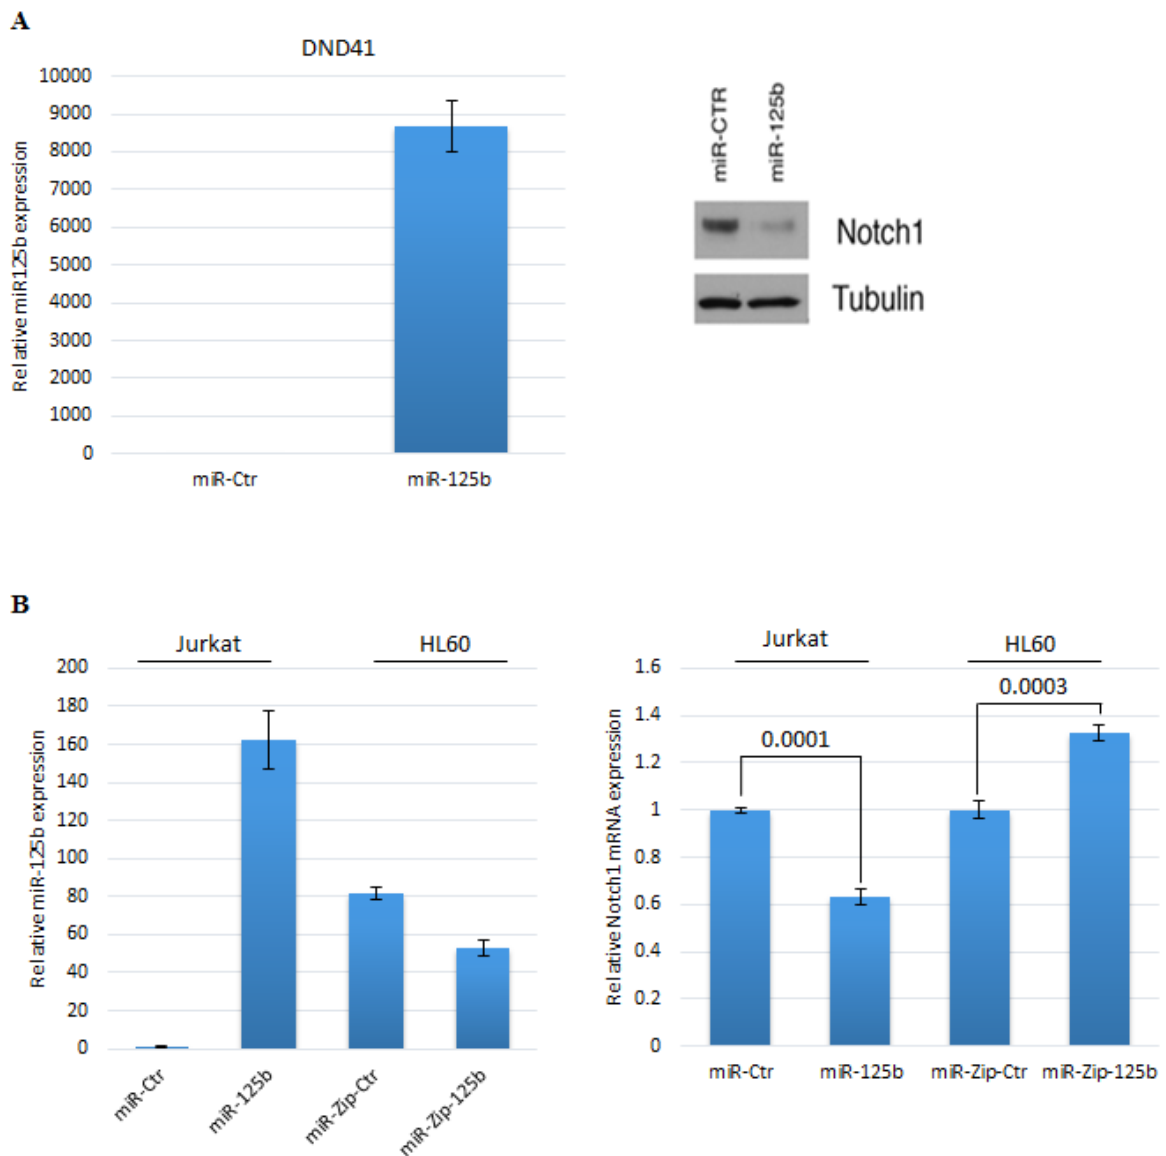 A
DND41
10000
9000
8000
7000
6000
5000
4000
3000
2000
1000
0
Relative miR125b expression
miR-Ctr
miR-125b
miR-CTR
miR-125b
Notch1
Tubulin
B
Jurkat
HL60
200
180
160
140
120
100
80
60
40
20
0
Relative miR-125b expression
miR-Ctr
miR-125b
miR-Zip-Ctr
miR-Zip-125b
Jurkat
HL60
0.0001
0.0003
1.6
1.4
1.2
1
0.8
0.6
0.4
0.2
0
Relative Notch1 mRNA expression
miR-Ctr
miR-125b
miR-Zip-Ctr
miR-Zip-125b